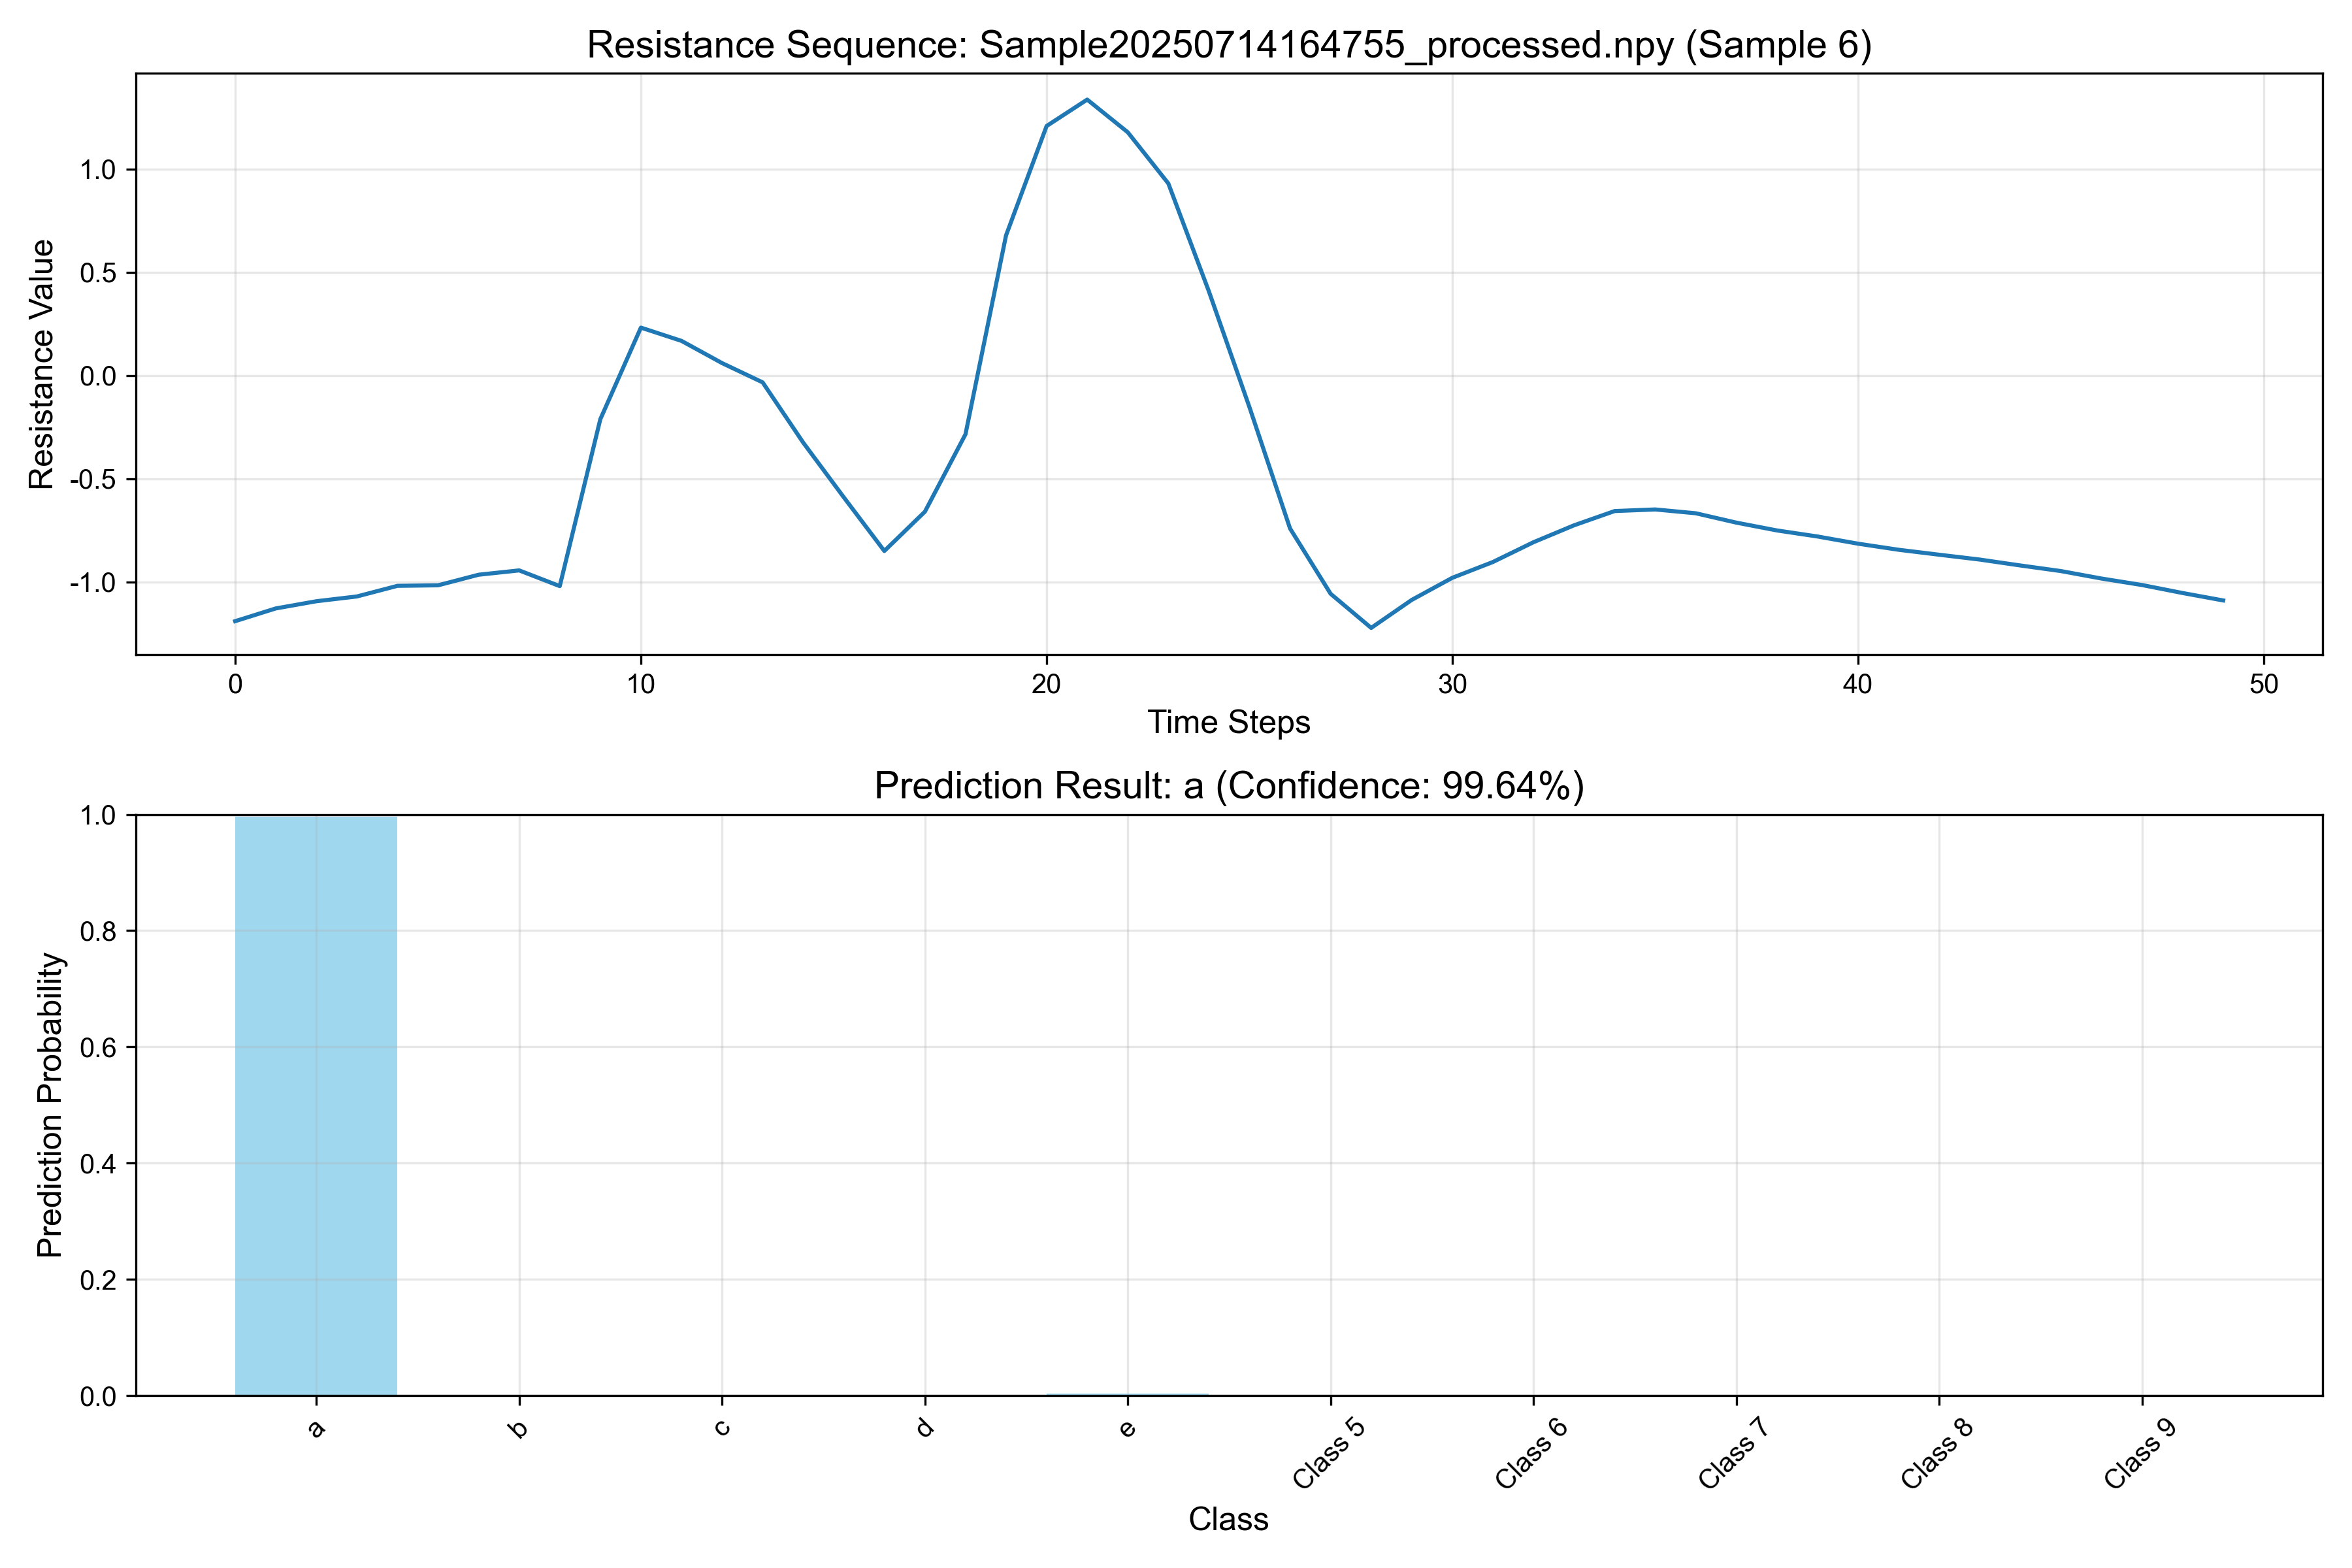 Resistance Sequence: Sample20250714164755_processed.npy (Sample 6)
Resistance Value
1.0
0.5
0.0
-0.5
-1.0
0 10 20 30 40 50
Time Steps
Prediction Result: a (Confidence: 99.64%)
Prediction Probability
1.0
0.8
0.6
0.4
0.2
0.0
a b c d e Class 5 Class 6 Class 7 Class 8 Class 9
Class